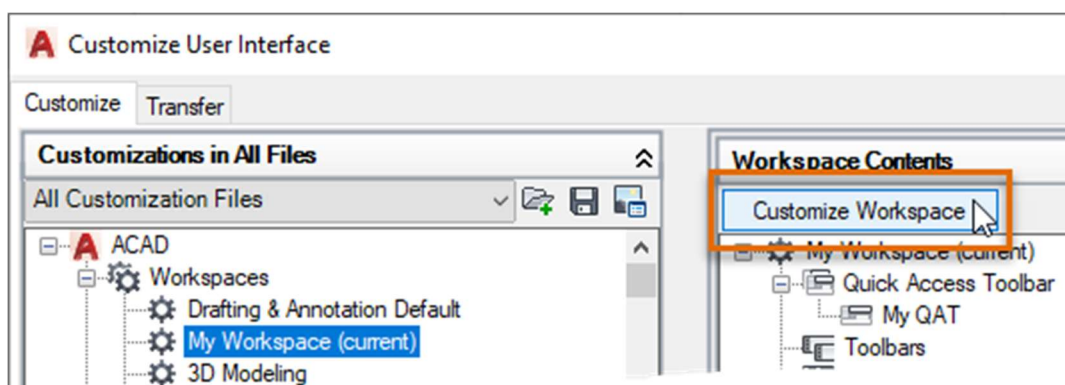 Customize User Interface
Customize Transfer
Customizations in All Files
All Customization Files
ACAD
Workspaces
Drafting & Annotation Default
My Workspace (current)
3D Modeling
Workspace Contents
Customize Workspace
My Workspace (current)
Quick Access Toolbar
My QAT
Toolbars